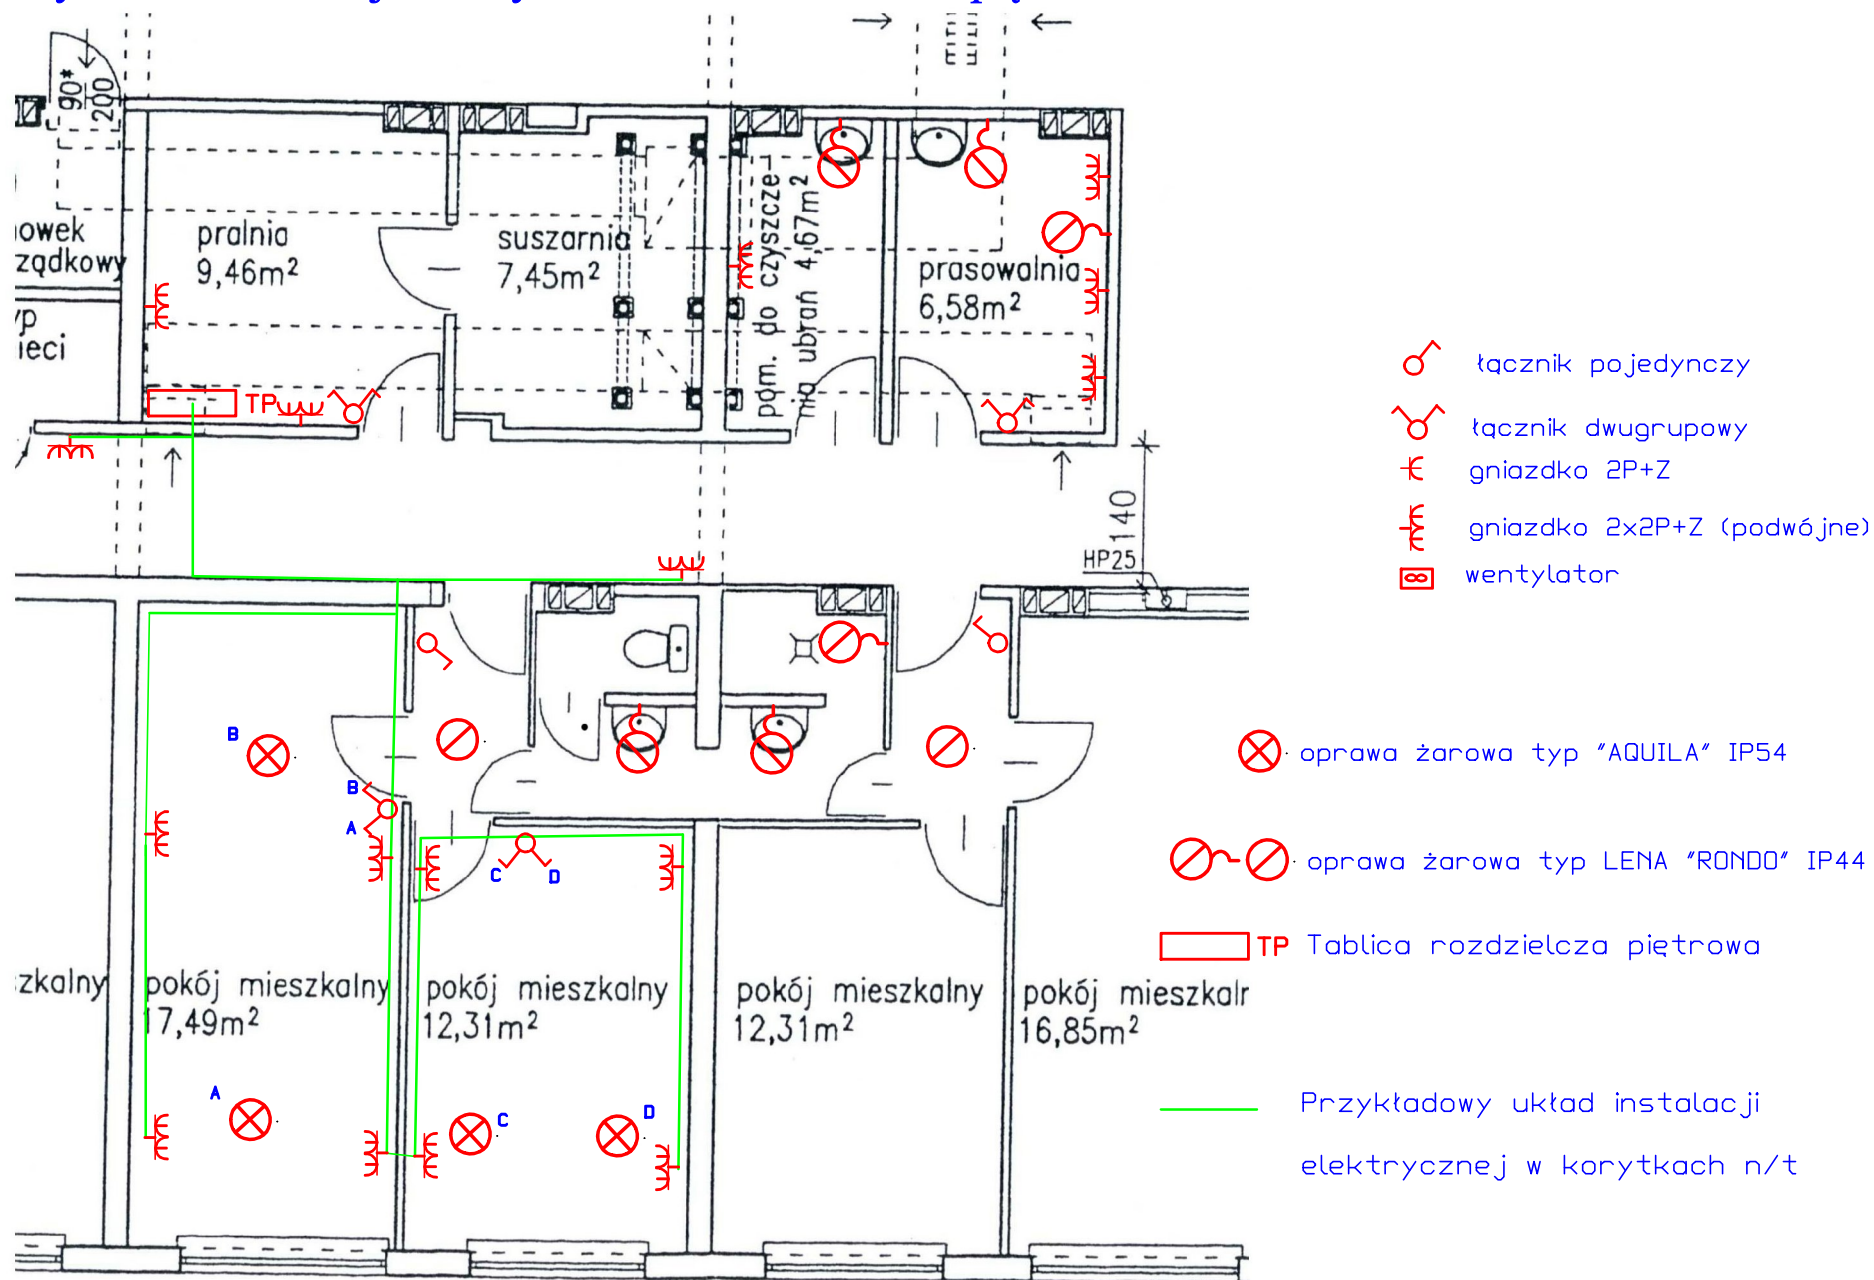 90*
200
owek
ządkowy
ieci
pralnia
9,46m²
suszarnia
7,45m²
pom. do czyszcze-
nia ubrań 4,67m²
prasowalnia
6,58m²
TP
140
HP25
B
B
A
C D
szkalny
pokój mieszkalny
17,49m²
pokój mieszkalny
12,31m²
pokój mieszkalny
12,31m²
pokój mieszkaln
16,85m²
A
C
D
łącznik pojedynczy
łącznik dwugrupowy
gniazdko 2P+Z
gniazdko 2x2P+Z (podwójne)
wentylator
oprawa żarowa typ "AQUILA" IP54
oprawa żarowa typ LENA "RONDO" IP44
TP Tablica rozdzielcza piętrowa
Przykładowy układ instalacji
elektrycznej w korytkach n/t